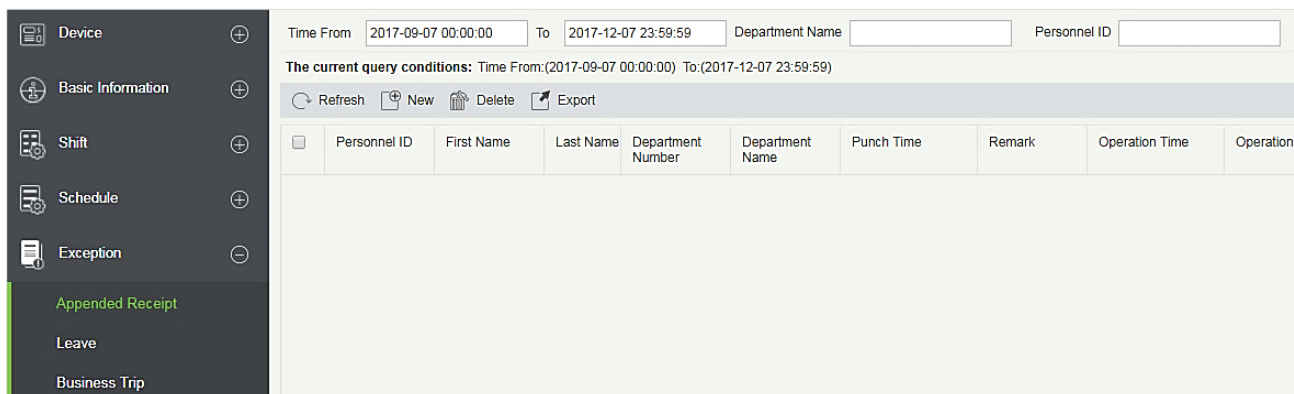 Device
Basic Information
Shift
Schedule
Exception
Appended Receipt
Leave
Business Trip
Time From 2017-09-07 00:00:00 To 2017-12-07 23:59:59 Department Name Personnel ID
The current query conditions: Time From:(2017-09-07 00:00:00) To:(2017-12-07 23:59:59)
Refresh New Delete Export
Personnel ID First Name Last Name Department Number Department Name Punch Time Remark Operation Time Operation